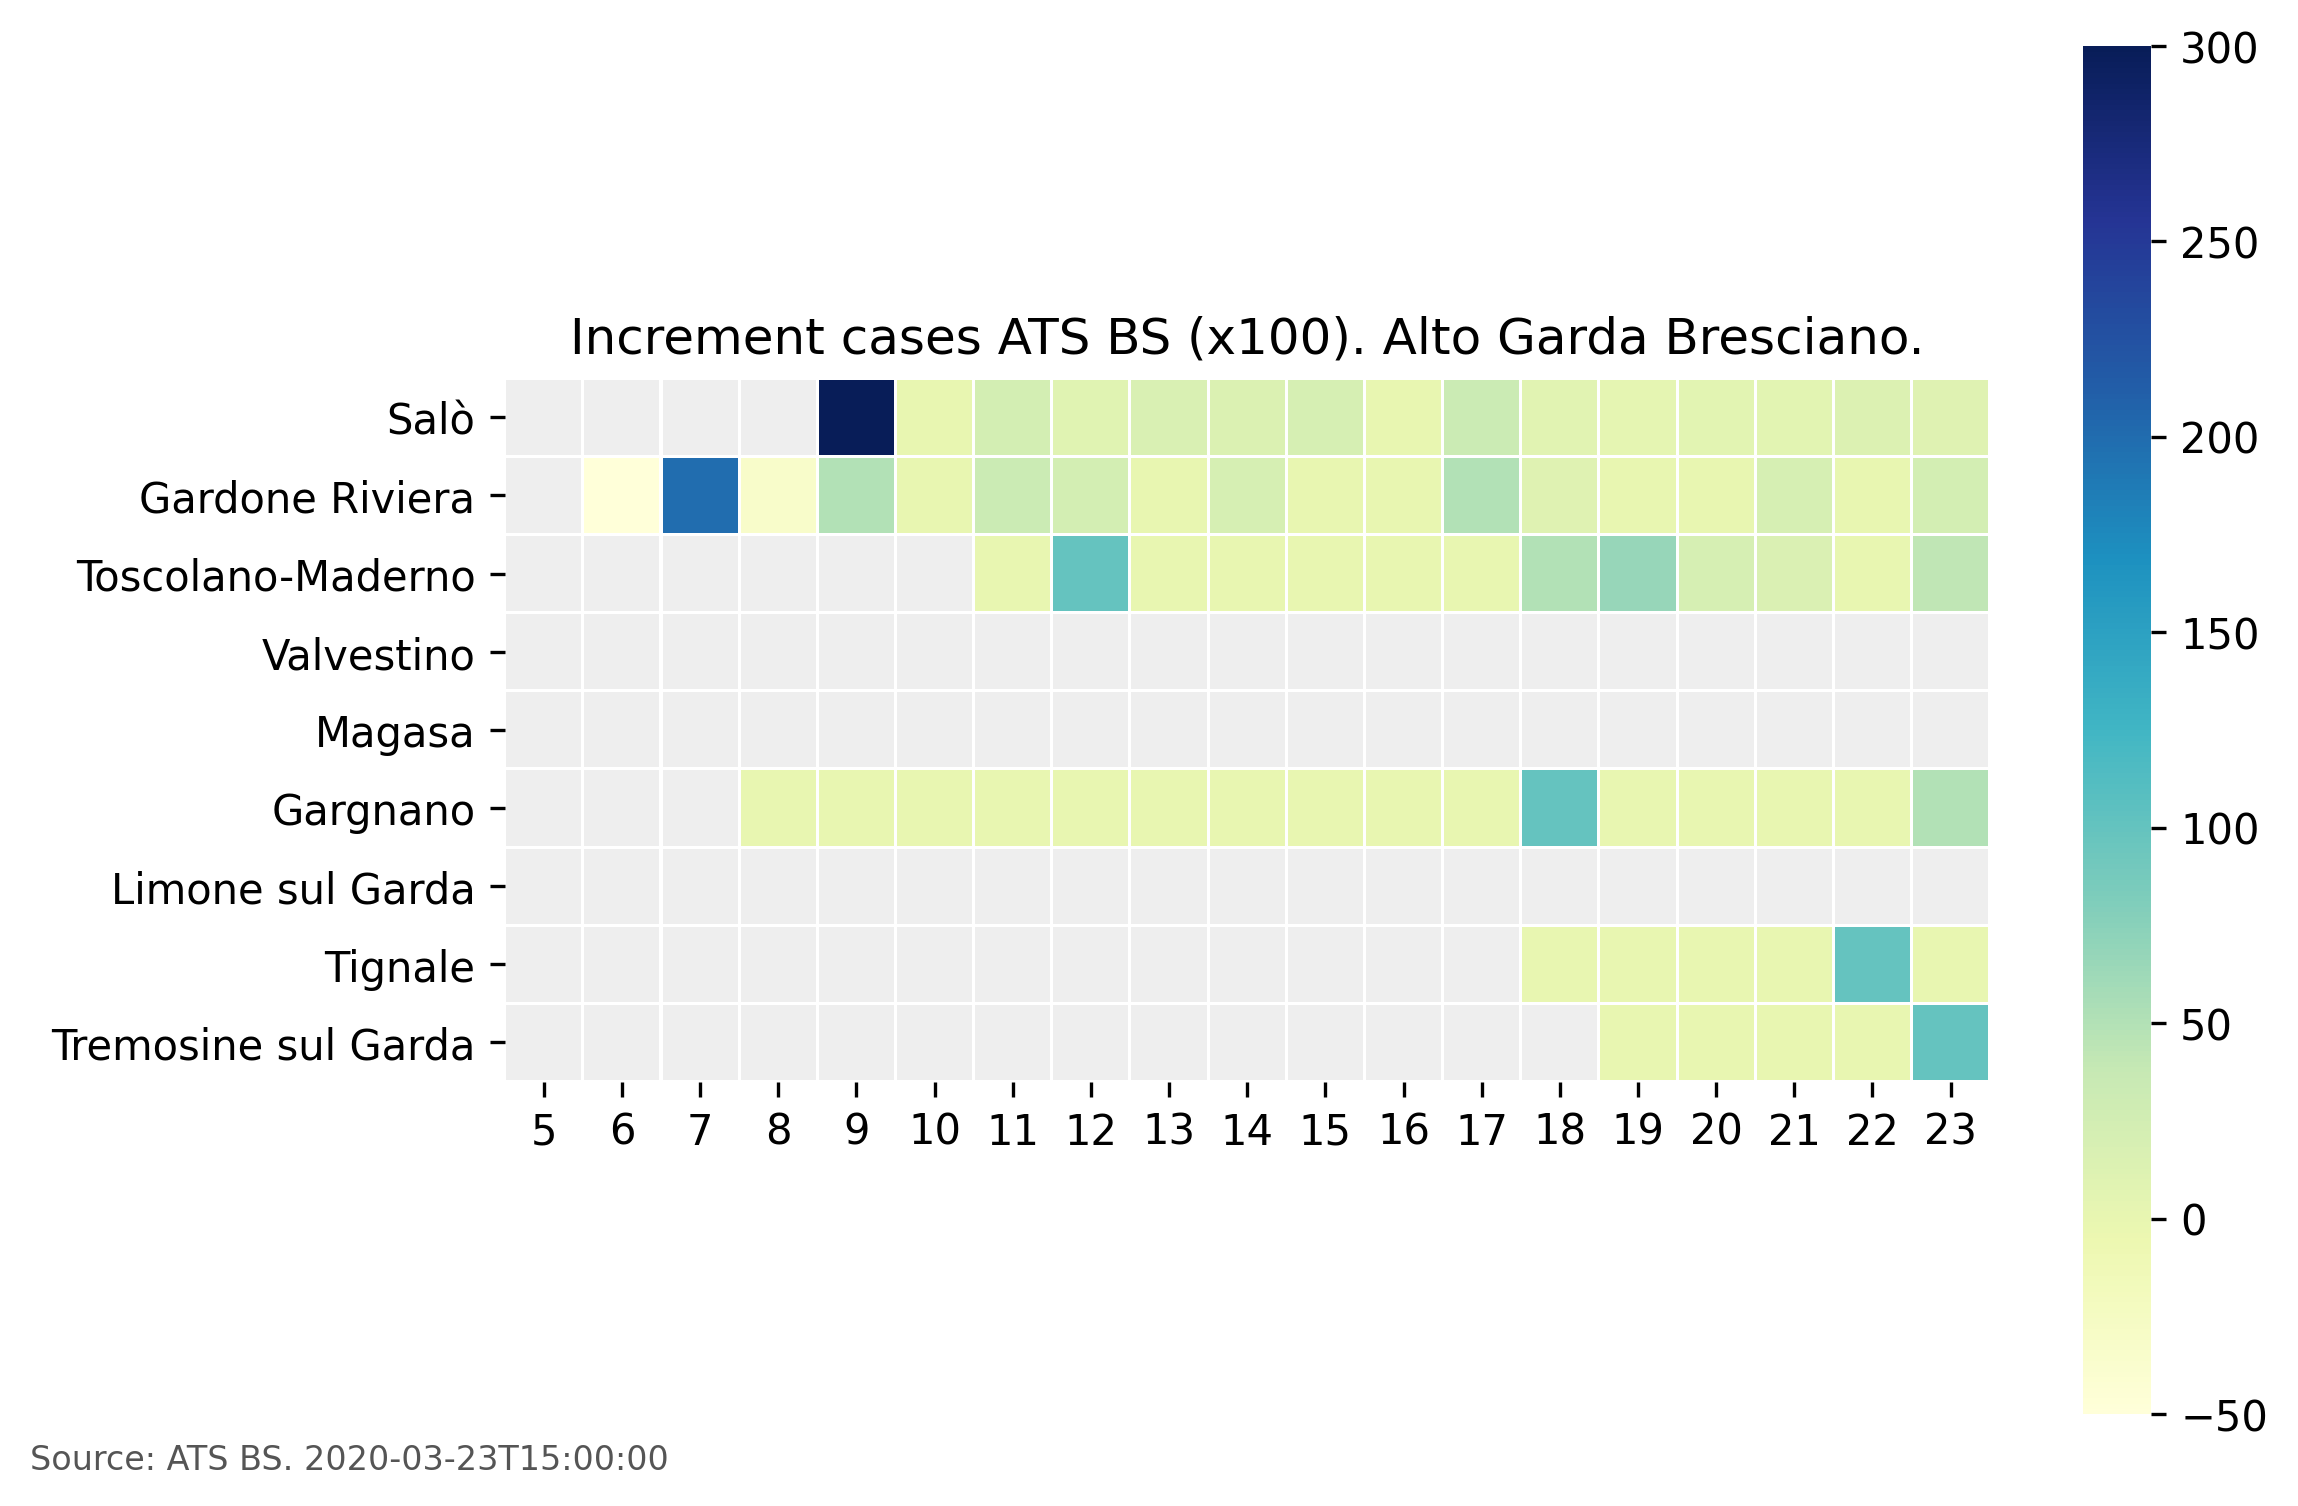 Increment cases ATS BS (x100). Alto Garda Bresciano.
Salò
Gardone Riviera
Toscolano-Maderno
Valvestino
Magasa
Gargnano
Limone sul Garda
Tignale
Tremosine sul Garda
5 6 7 8 9 10 11 12 13 14 15 16 17 18 19 20 21 22 23
300
250
200
150
100
50
0
−50
Source: ATS BS. 2020-03-23T15:00:00